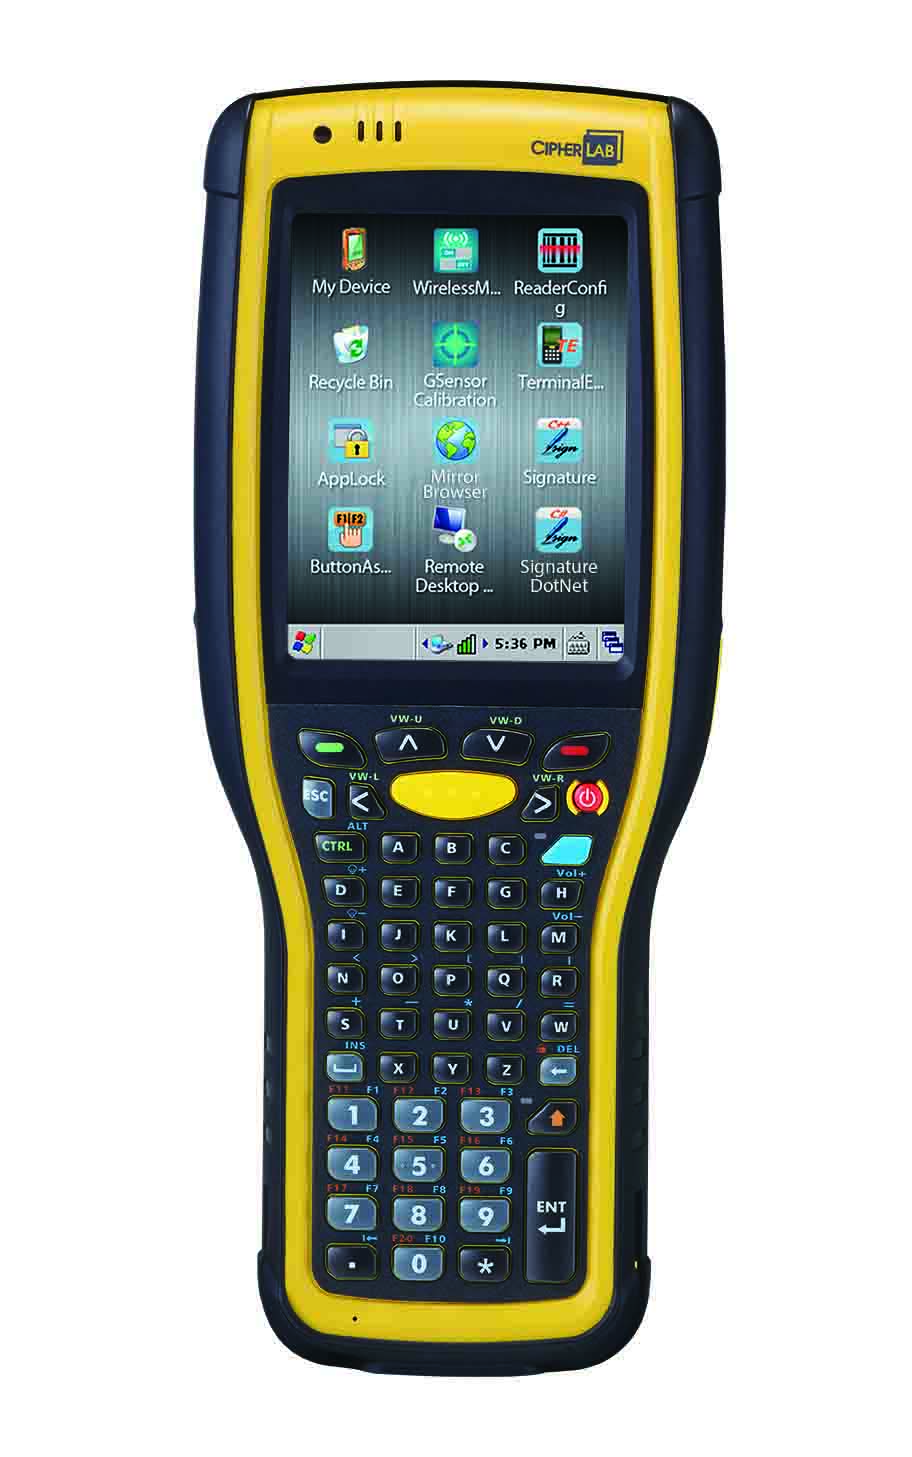 CIPHERLAB
My Device WirelessM... ReaderConfi
g
Recycle Bin GSensor TerminalE...
Calibration
AppLock Mirror Signature
Browser
ButtonAs... Remote Signature
Desktop ... DotNet
5:36 PM
VW-U VW-D
VW-L VW-R
ESC < >
ALT
CTRL A B C
Vol+
D E F G H
Vol-
I J K L M
< >
N O P Q R
+ - * / =
S T U V W
INS DEL
X Y Z ←
F11 F1 F12 F2 F13 F3
1 2 3
F14 F4 F15 F5 F16 F6
4 5 6
F17 F7 F18 F8 F19 F9
7 8 9 ENT
F20 F10
. 0 *